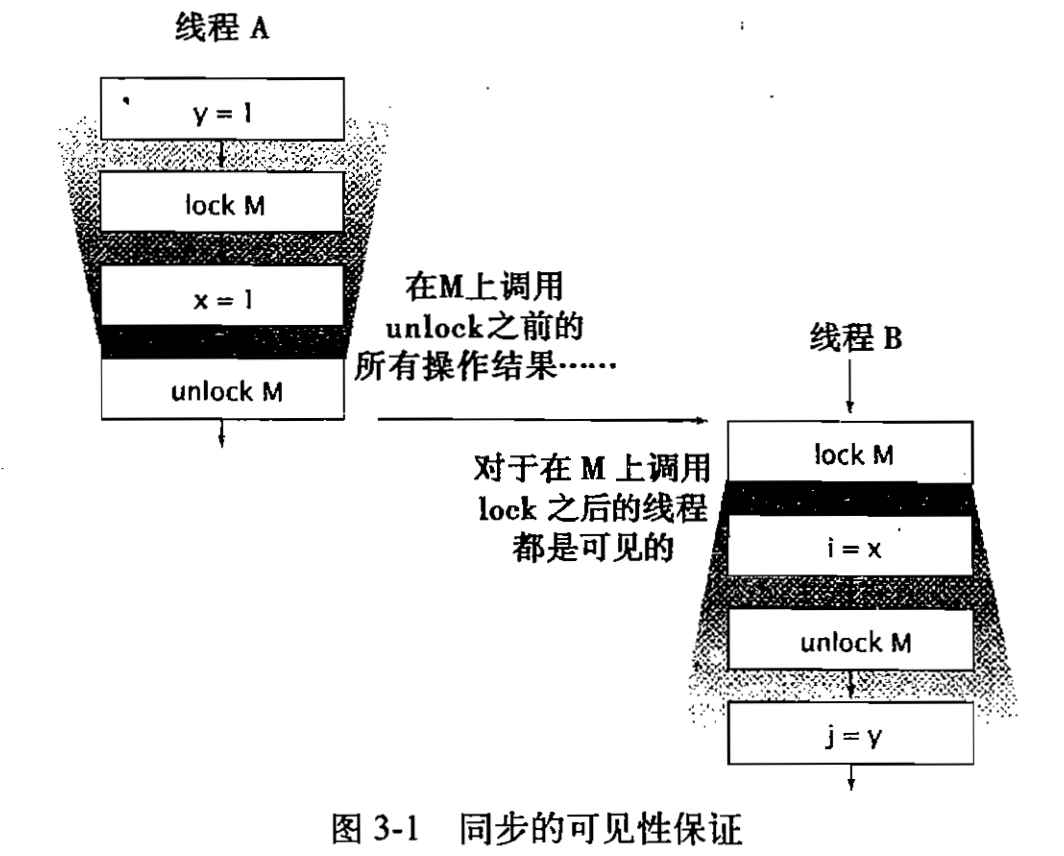 线程 A
y = 1
lock M
x = 1
unlock M
在M上调用
unlock之前的
所有操作结果……
线程 B
对于在 M 上调用
lock 之后的线程
都是可见的
lock M
i = x
unlock M
j = y
图 3-1 同步的可见性保证